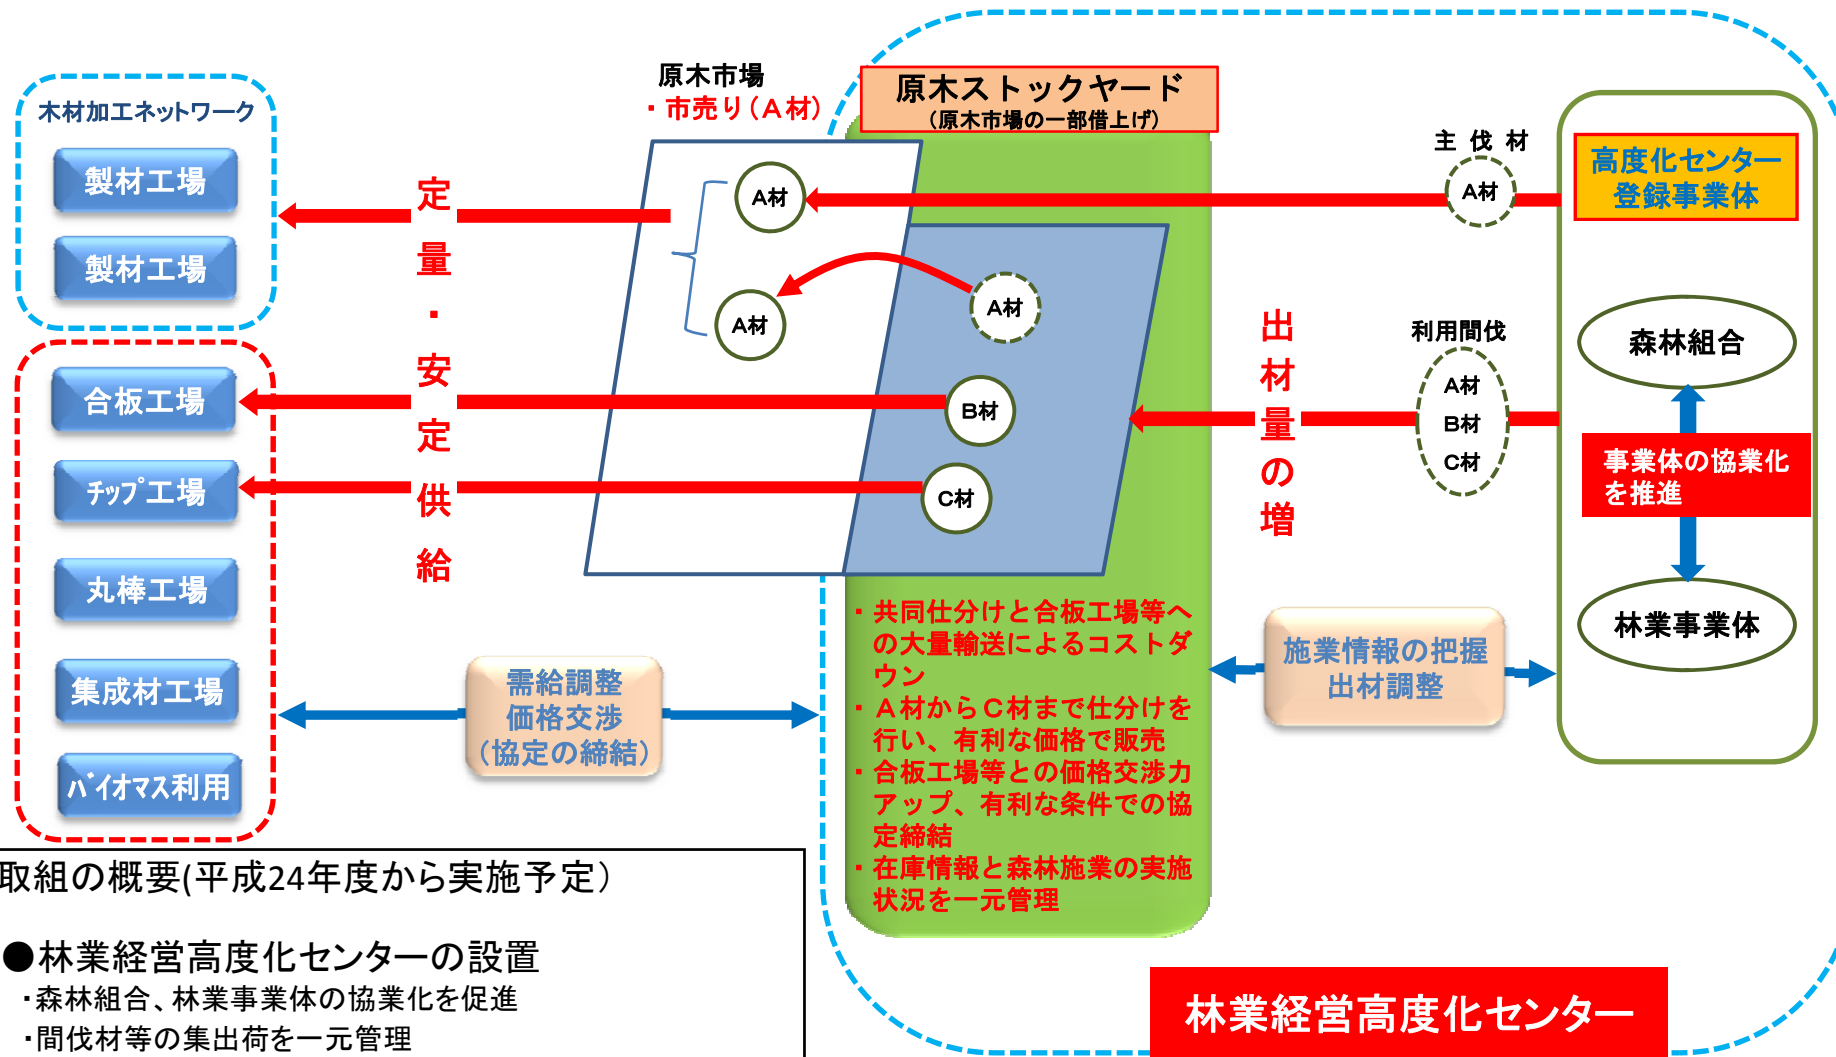 木材加工ネットワーク
製材工場
製材工場
合板工場
チップ工場
丸棒工場
集成材工場
バイオマス利用
定量・安定供給
原木市場
・市売り(A材)
A材
A材
原木ストックヤード
(原木市場の一部借上げ)
A材
B材
C材
主伐材
A材
出材量の増
利用間伐
A材
B材
C材
高度化センター
登録事業体
森林組合
事業体の協業化
を推進
林業事業体
需給調整
価格交渉
(協定の締結)
・共同仕分けと合板工場等へ
の大量輸送によるコストダ
ウン
・A材からC材まで仕分けを
行い、有利な価格で販売
・合板工場等との価格交渉力
アップ、有利な条件での協
定締結
・在庫情報と森林施業の実施
状況を一元管理
施業情報の把握
出材調整
取組の概要(平成24年度から実施予定)
●林業経営高度化センターの設置
・森林組合、林業事業体の協業化を促進
・間伐材等の集出荷を一元管理
林業経営高度化センター